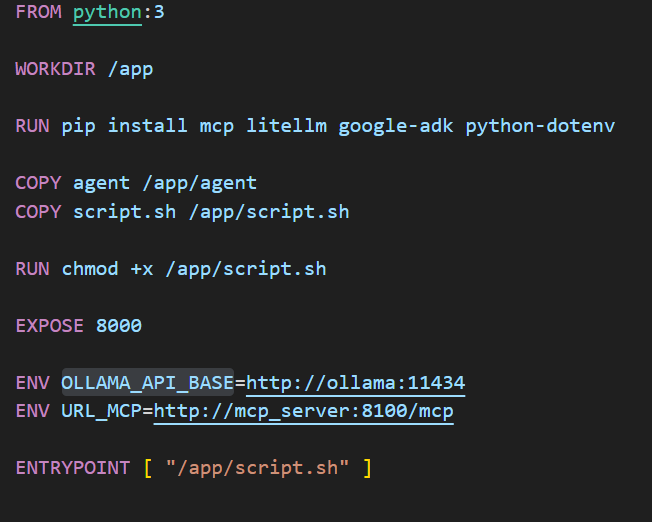 FROM python:3
WORKDIR /app
RUN pip install mcp litellm google-adk python-dotenv
COPY agent /app/agent
COPY script.sh /app/script.sh
RUN chmod +x /app/script.sh
EXPOSE 8000
ENV OLLAMA_API_BASE=http://ollama:11434
ENV URL_MCP=http://mcp_server:8100/mcp
ENTRYPOINT [ "/app/script.sh" ]